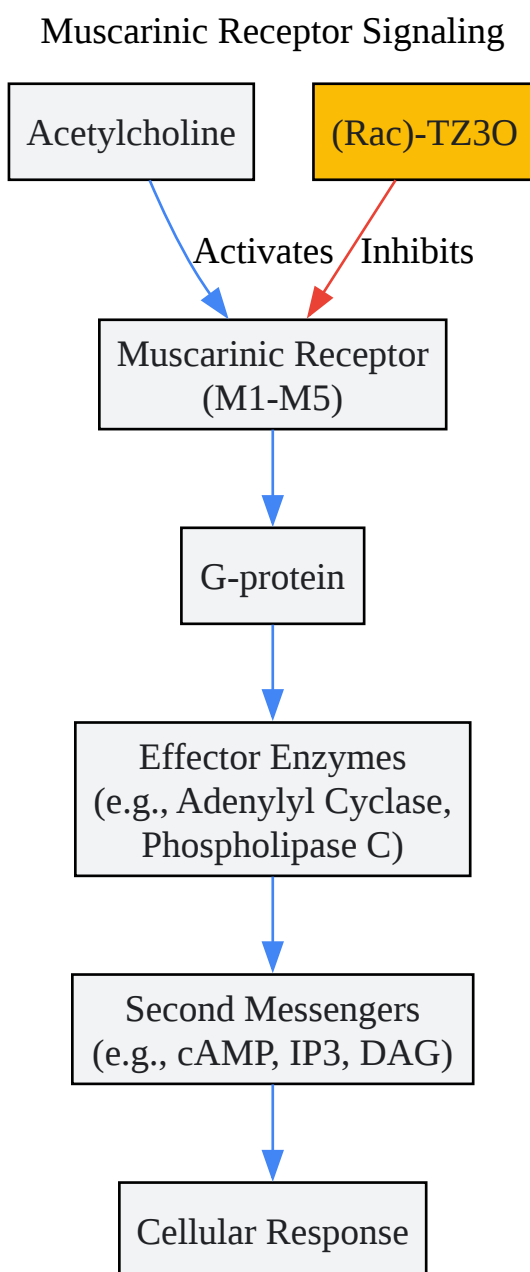 Muscarinic Receptor Signaling
Acetylcholine
(Rac)-TZ3O
Activates
Inhibits
Muscarinic Receptor
(M1-M5)
G-protein
Effector Enzymes
(e.g., Adenylyl Cyclase,
Phospholipase C)
Second Messengers
(e.g., cAMP, IP3, DAG)
Cellular Response